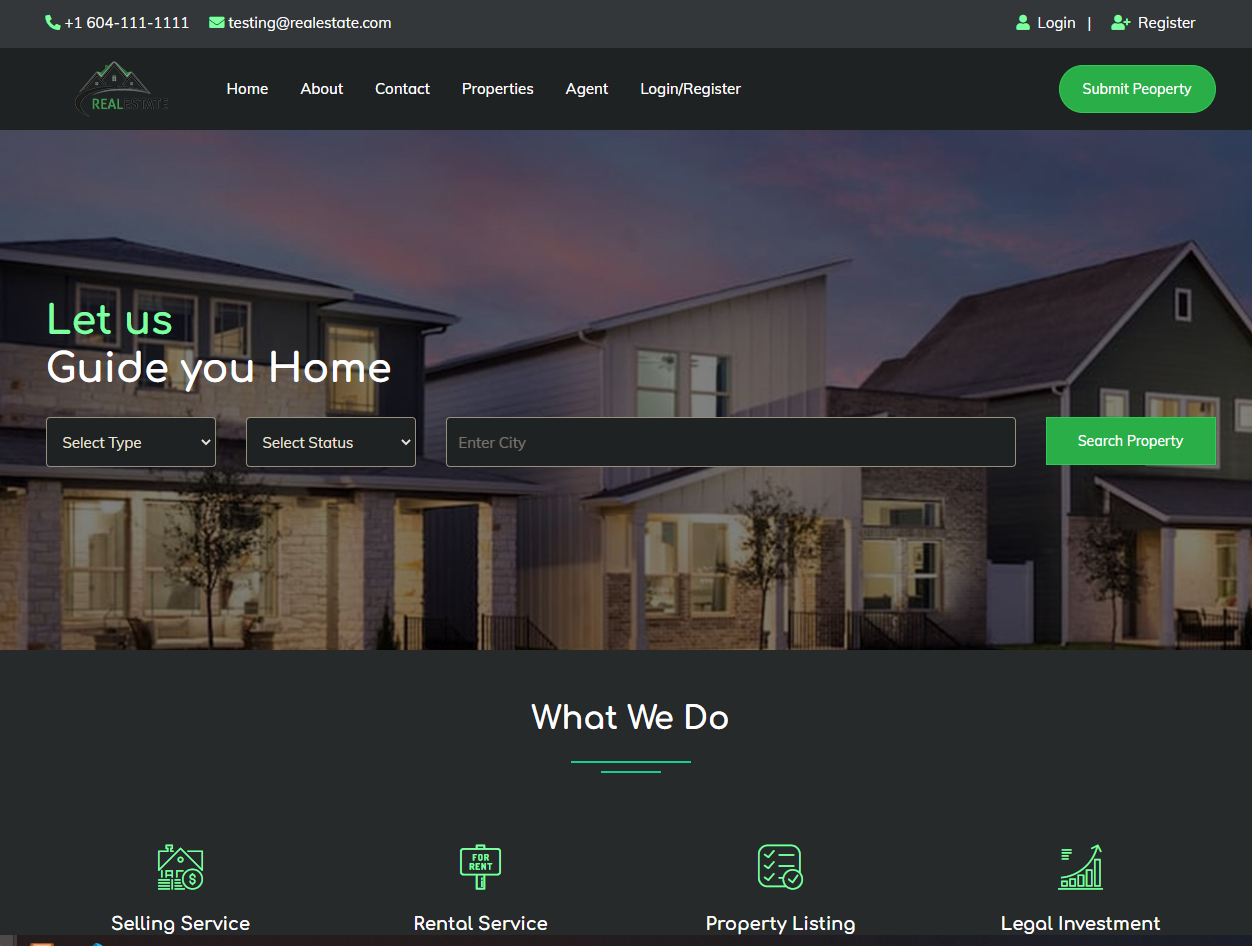 +1 604-111-1111 testing@realestate.com Login | Register
REALESTATE Home About Contact Properties Agent Login/Register Submit Peoperty
Let us
Guide you Home
Select Type Select Status Enter City Search Property
What We Do
FOR
RENT
Selling Service Rental Service Property Listing Legal Investment